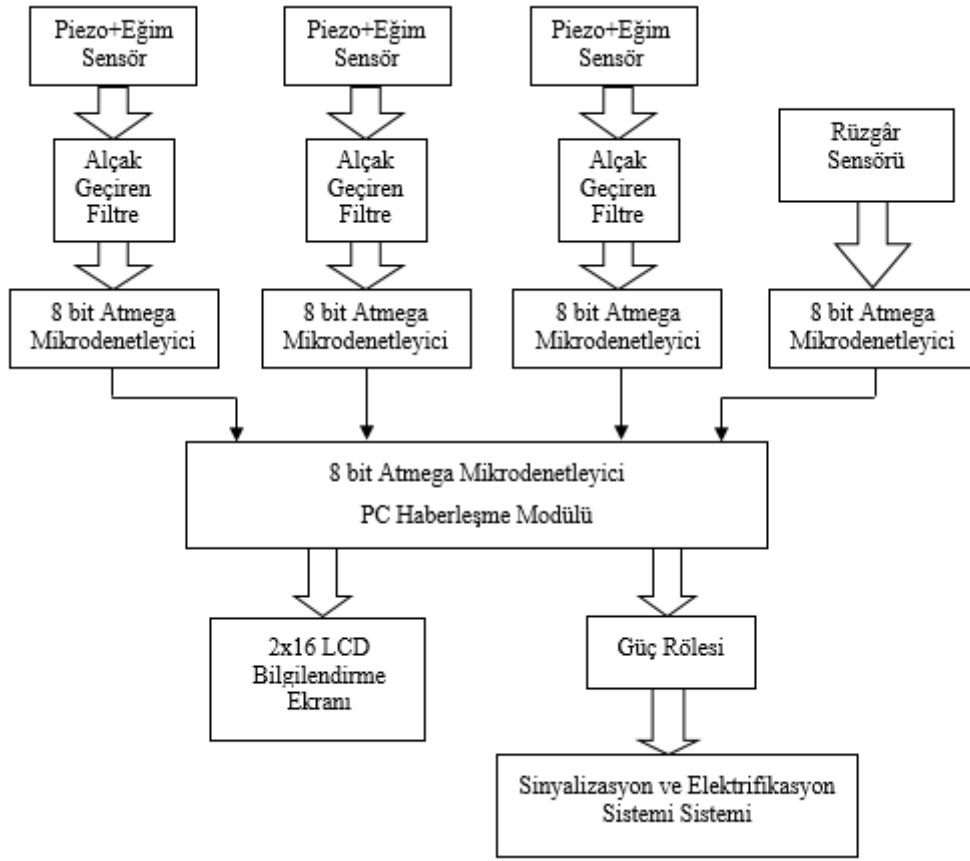 Piezo+Eğim
Sensör
Piezo+Eğim
Sensör
Piezo+Eğim
Sensör
Rüzgâr
Sensörü
Alçak
Geçiren
Filtre
Alçak
Geçiren
Filtre
Alçak
Geçiren
Filtre
8 bit Atmega
Mikrodenetleyici
8 bit Atmega
Mikrodenetleyici
8 bit Atmega
Mikrodenetleyici
8 bit Atmega
Mikrodenetleyici
8 bit Atmega Mikrodenetleyici
PC Haberleşme Modülü
2x16 LCD
Bilgilendirme
Ekranı
Güç Rölesi
Sinyalizasyon ve Elektrifikasyon
Sistemi Sistemi